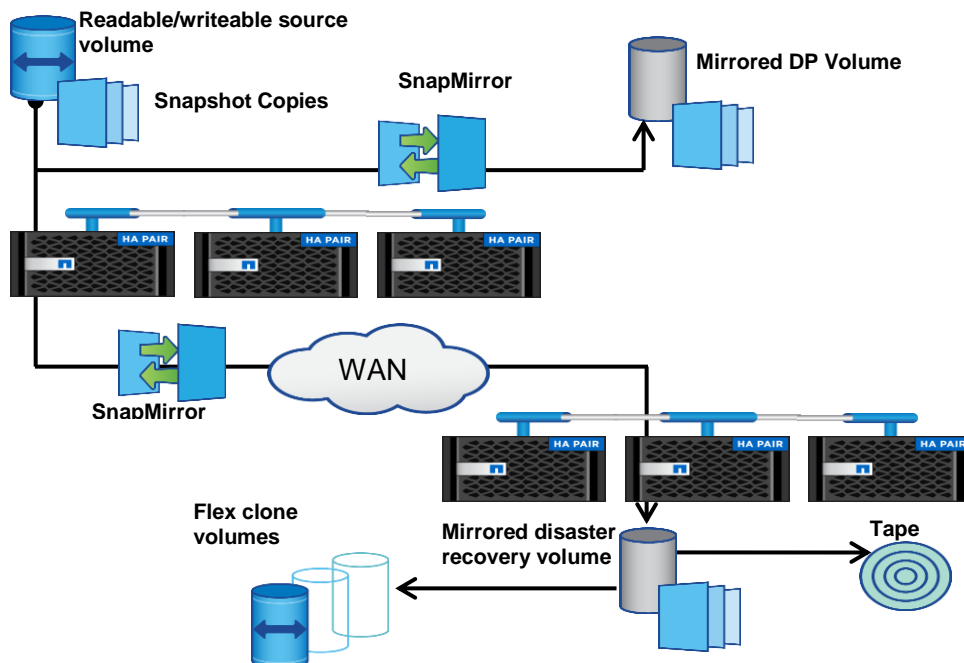 Readable/writeable source
volume
Snapshot Copies
SnapMirror
Mirrored DP Volume
HA PAIR
HA PAIR
HA PAIR
WAN
SnapMirror
HA PAIR
HA PAIR
HA PAIR
Flex clone
volumes
Mirrored disaster
recovery volume
Tape